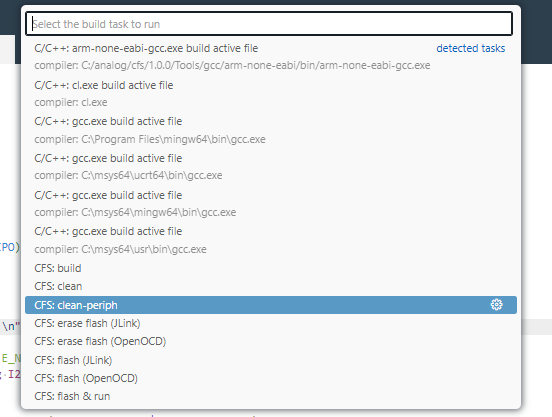 Select the build task to run
C/C++: arm-none-eabi-gcc.exe build active file detected tasks
compiler: C:/analog/cfs/1.0.0/Tools/gcc/arm-none-eabi/bin/arm-none-eabi-gcc.exe
C/C++: cl.exe build active file
compiler: cl.exe
C/C++: gcc.exe build active file
compiler: C:\Program Files\mingw64\bin\gcc.exe
C/C++: gcc.exe build active file
compiler: C:\msys64\ucrt64\bin\gcc.exe
C/C++: gcc.exe build active file
compiler: C:\msys64\mingw64\bin\gcc.exe
C/C++: gcc.exe build active file
compiler: C:\msys64\usr\bin\gcc.exe
IPO)
CFS: build
CFS: clean
CFS: clean-periph
\n"
CFS: erase flash (JLink)
CFS: erase flash (OpenOCD)
E_N
CFS: flash (JLink)
g I2
CFS: flash (OpenOCD)
CFS: flash & run